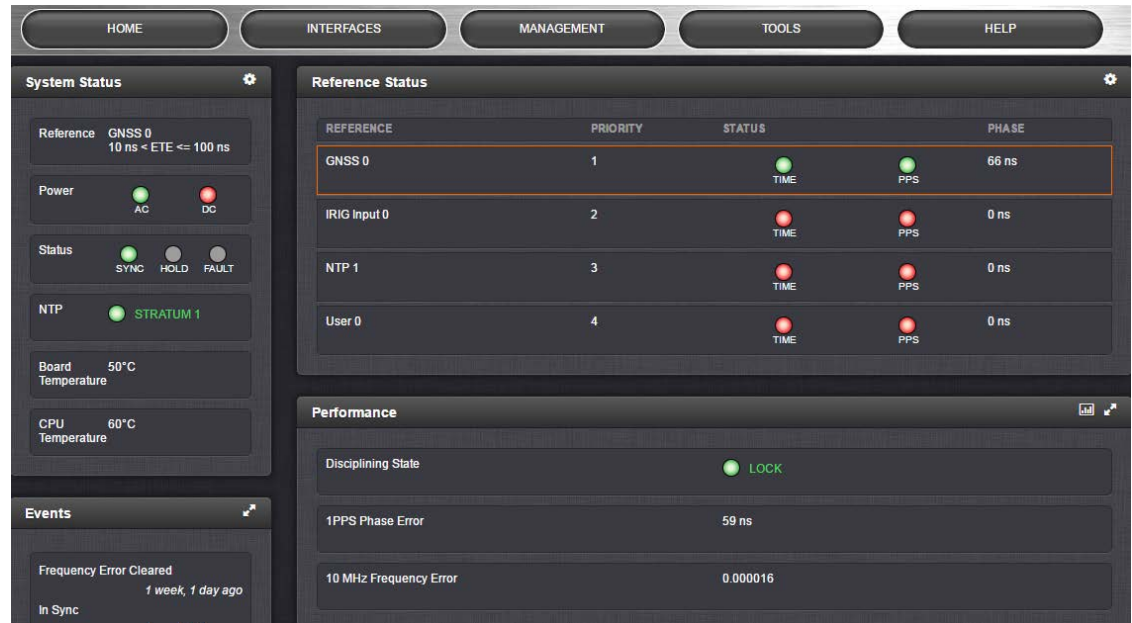 HOME INTERFACES MANAGEMENT TOOLS HELP
System Status
Reference GNSS 0
10 ns < ETE <= 100 ns
Power
AC DC
Status
SYNC HOLD FAULT
NTP STRATUM 1
Board 50°C
Temperature
CPU 60°C
Temperature
Events
Frequency Error Cleared
1 week, 1 day ago
In Sync
Reference Status
REFERENCE PRIORITY STATUS PHASE
GNSS 0 1 66 ns
TIME PPS
IRIG Input 0 2 0 ns
TIME PPS
NTP 1 3 0 ns
TIME PPS
User 0 4 0 ns
TIME PPS
Performance
Disciplining State LOCK
1PPS Phase Error 59 ns
10 MHz Frequency Error 0.000016